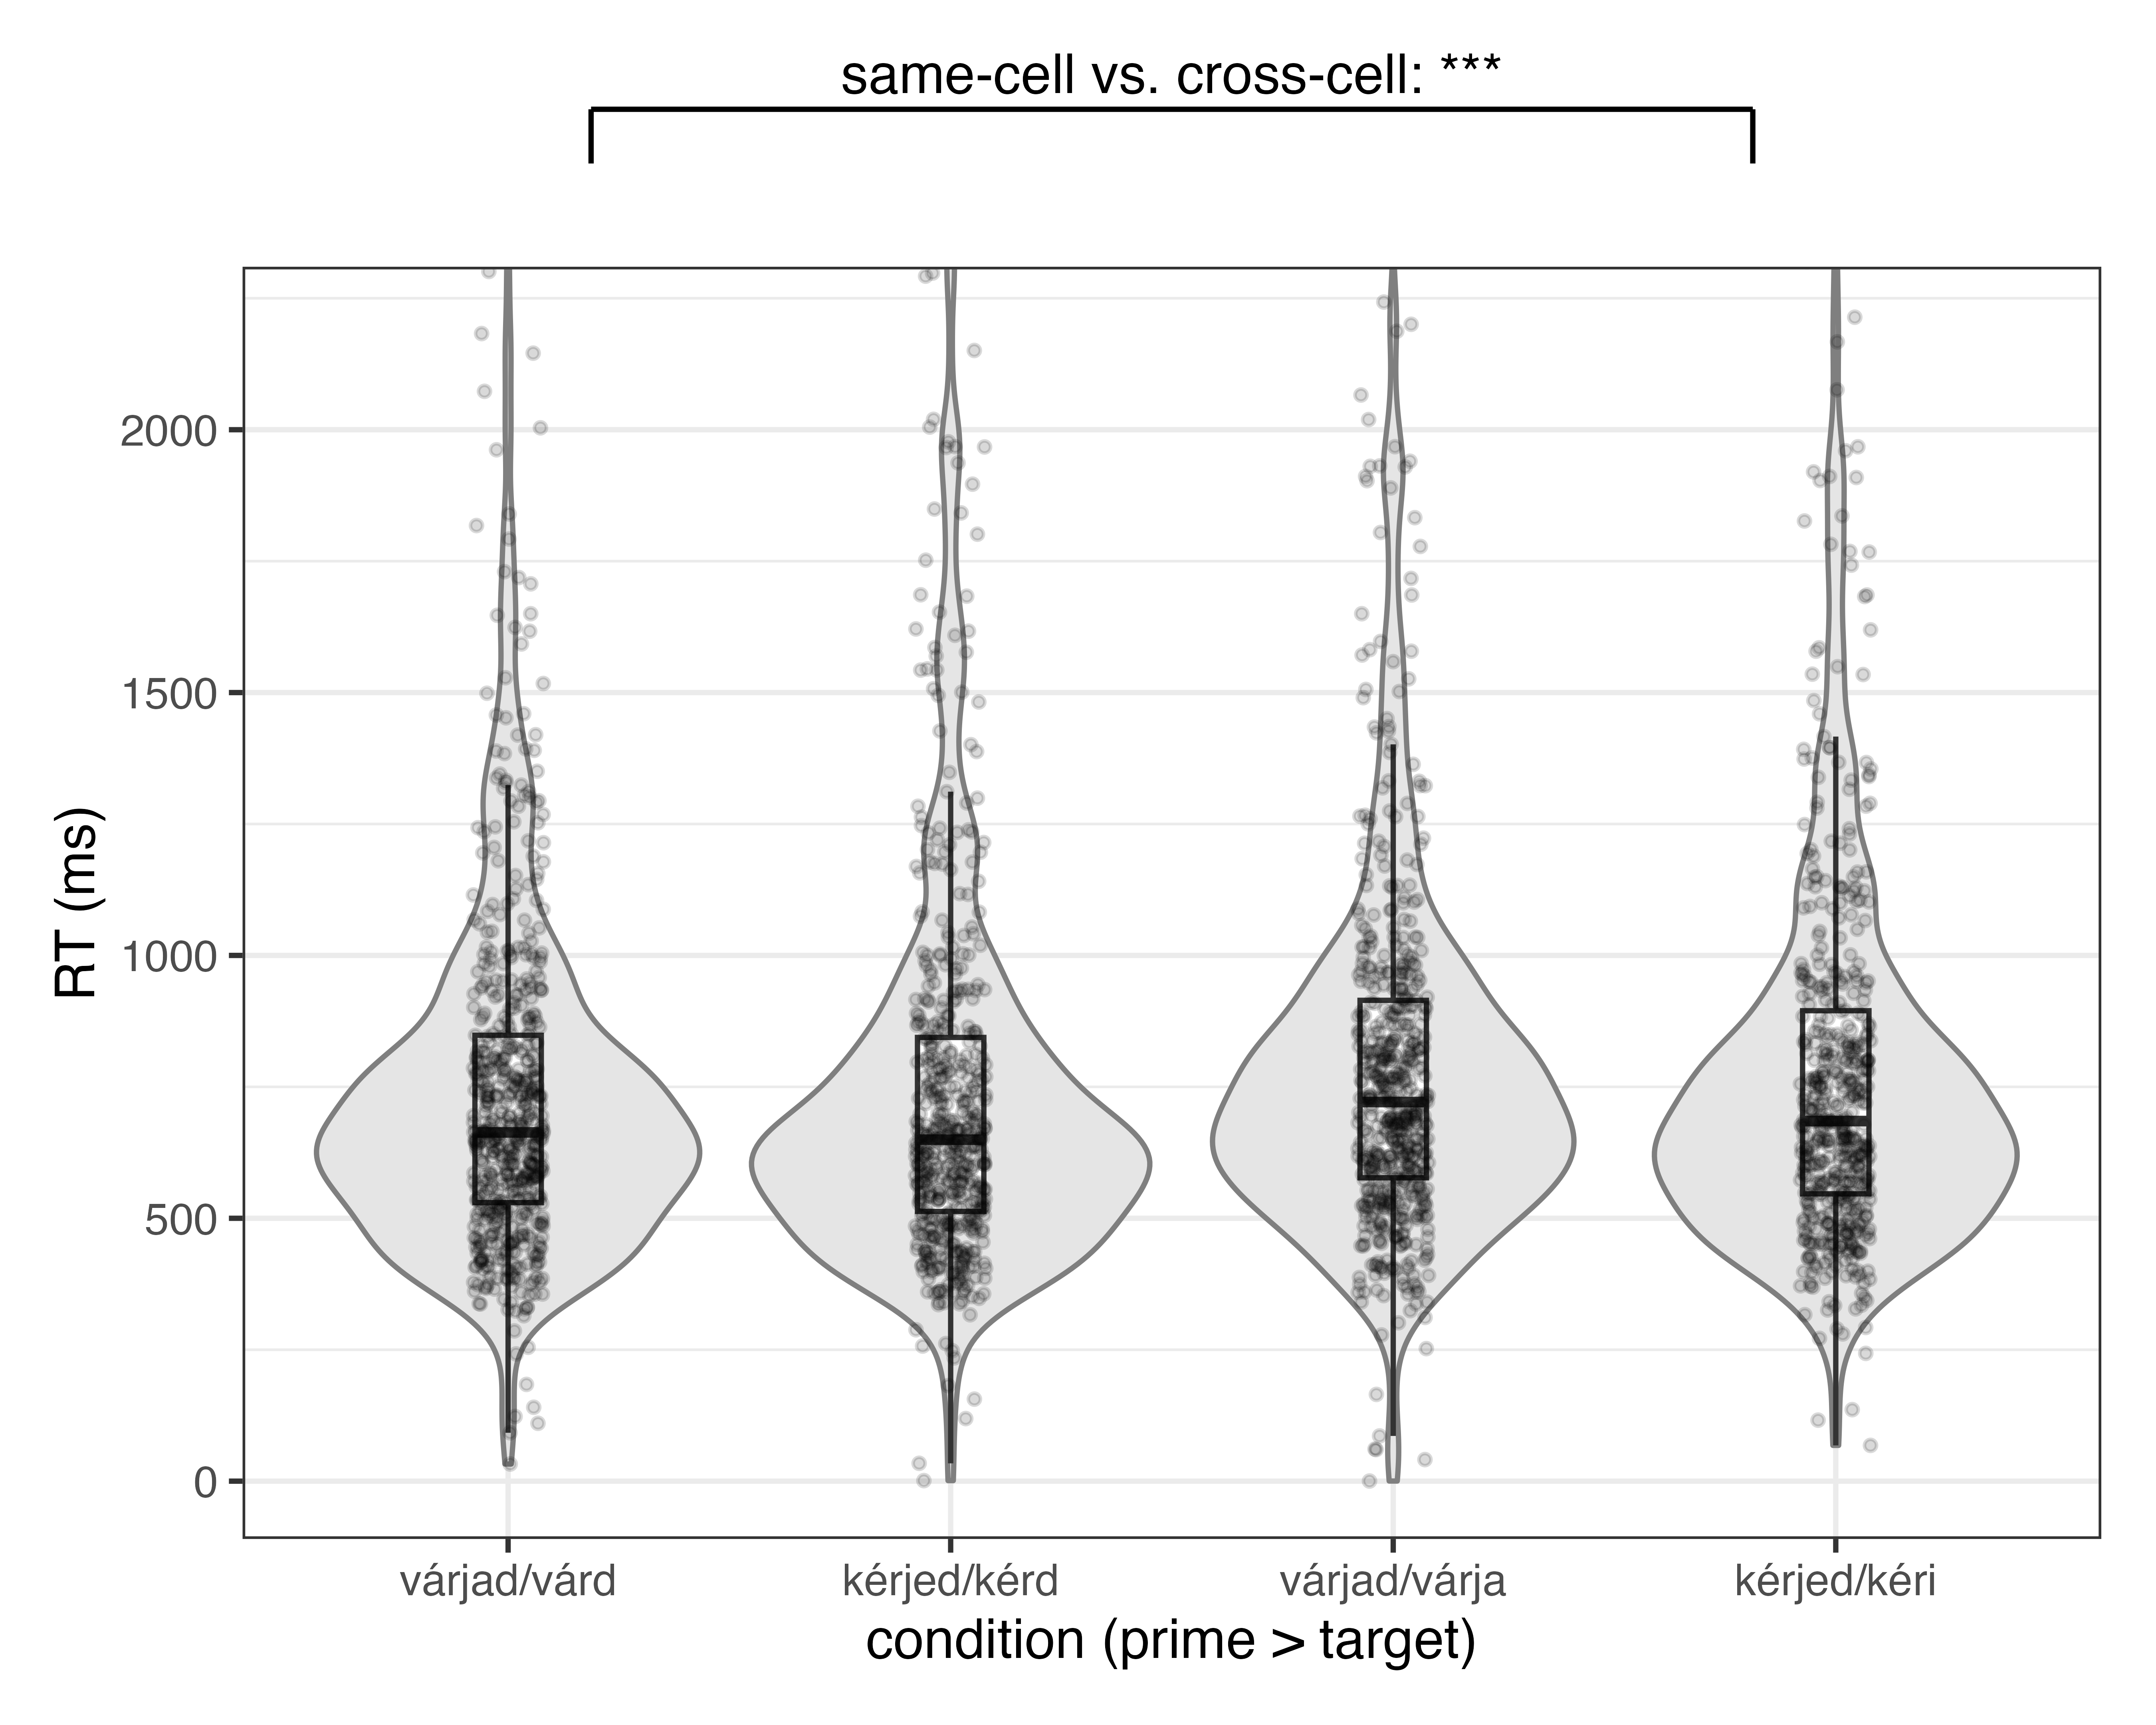 same-cell vs. cross-cell: ***
RT (ms)
2000
1500
1000
500
0
várjad/várd kérjed/kérd várjad/várja kérjed/kéri
condition (prime > target)